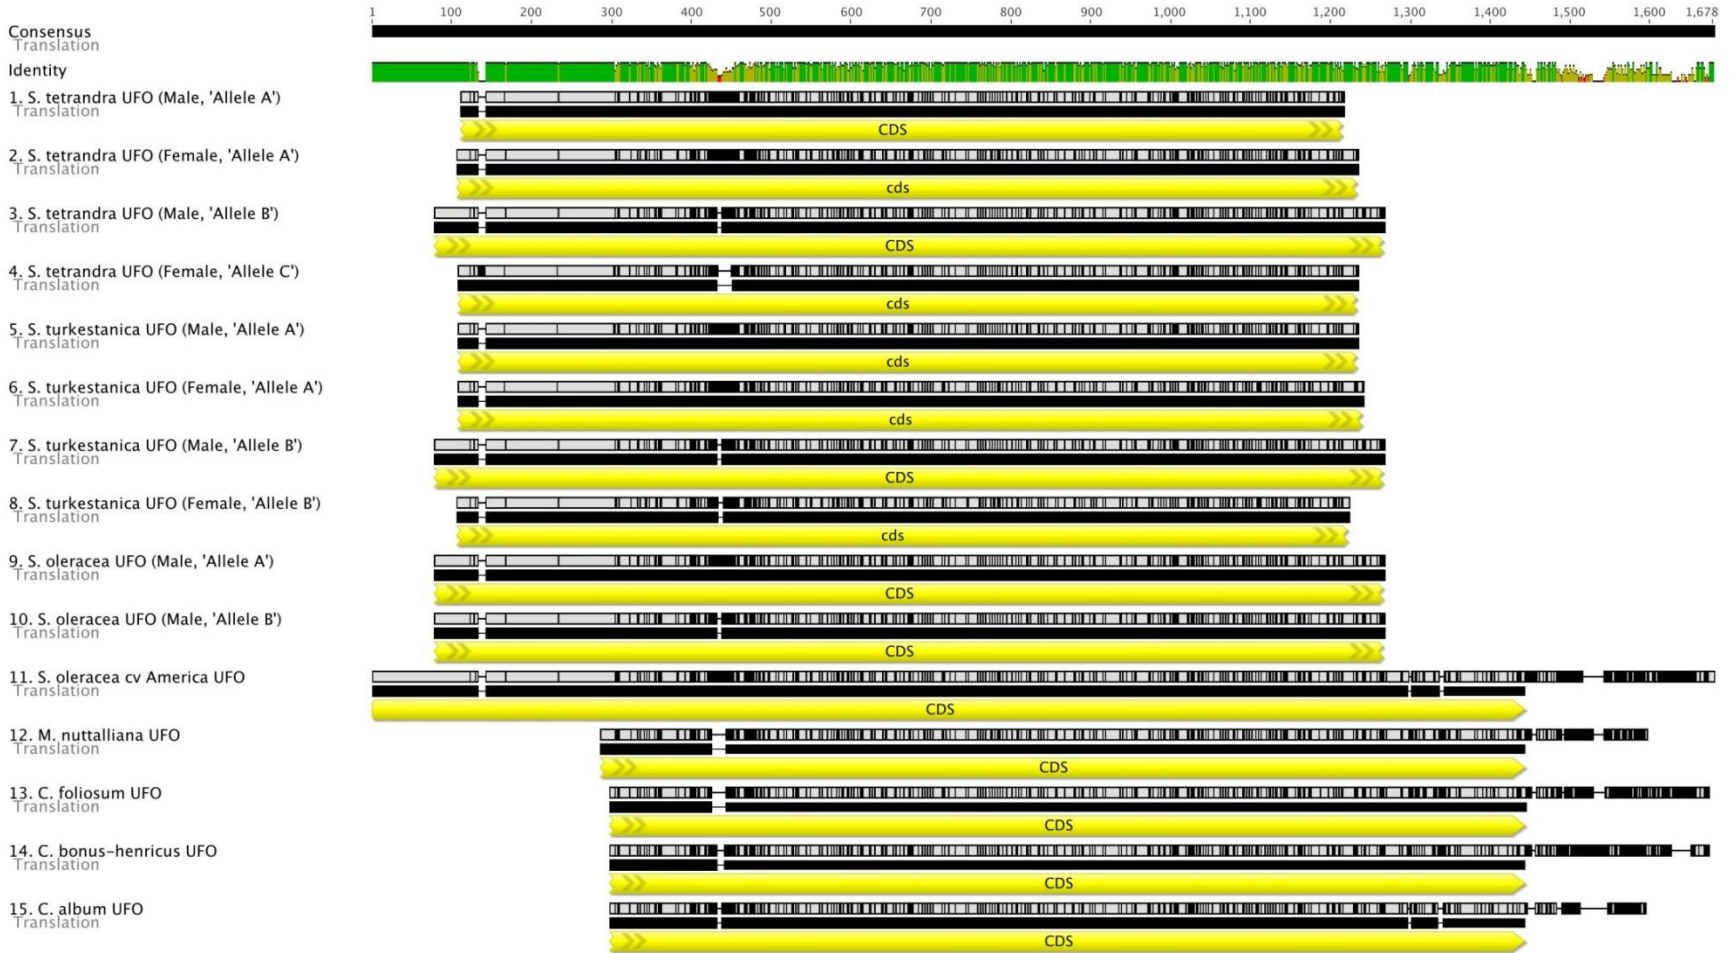 1 100 200 300 400 500 600 700 800 900 1,000 1,100 1,200 1,300 1,400 1,500 1,600 1,678
Consensus
Translation
Identity
1. S. tetrandra UFO (Male, 'Allele A')
Translation
CDS
2. S. tetrandra UFO (Female, 'Allele A')
Translation
cds
3. S. tetrandra UFO (Male, 'Allele B')
Translation
CDS
4. S. tetrandra UFO (Female, 'Allele C')
Translation
cds
5. S. turkestanica UFO (Male, 'Allele A')
Translation
cds
6. S. turkestanica UFO (Female, 'Allele A')
Translation
cds
7. S. turkestanica UFO (Male, 'Allele B')
Translation
CDS
8. S. turkestanica UFO (Female, 'Allele B')
Translation
cds
9. S. oleracea UFO (Male, 'Allele A')
Translation
CDS
10. S. oleracea UFO (Male, 'Allele B')
Translation
CDS
11. S. oleracea cv America UFO
Translation
CDS
12. M. nuttalliana UFO
Translation
CDS
13. C. foliosum UFO
Translation
CDS
14. C. bonus-henricus UFO
Translation
CDS
15. C. album UFO
Translation
CDS